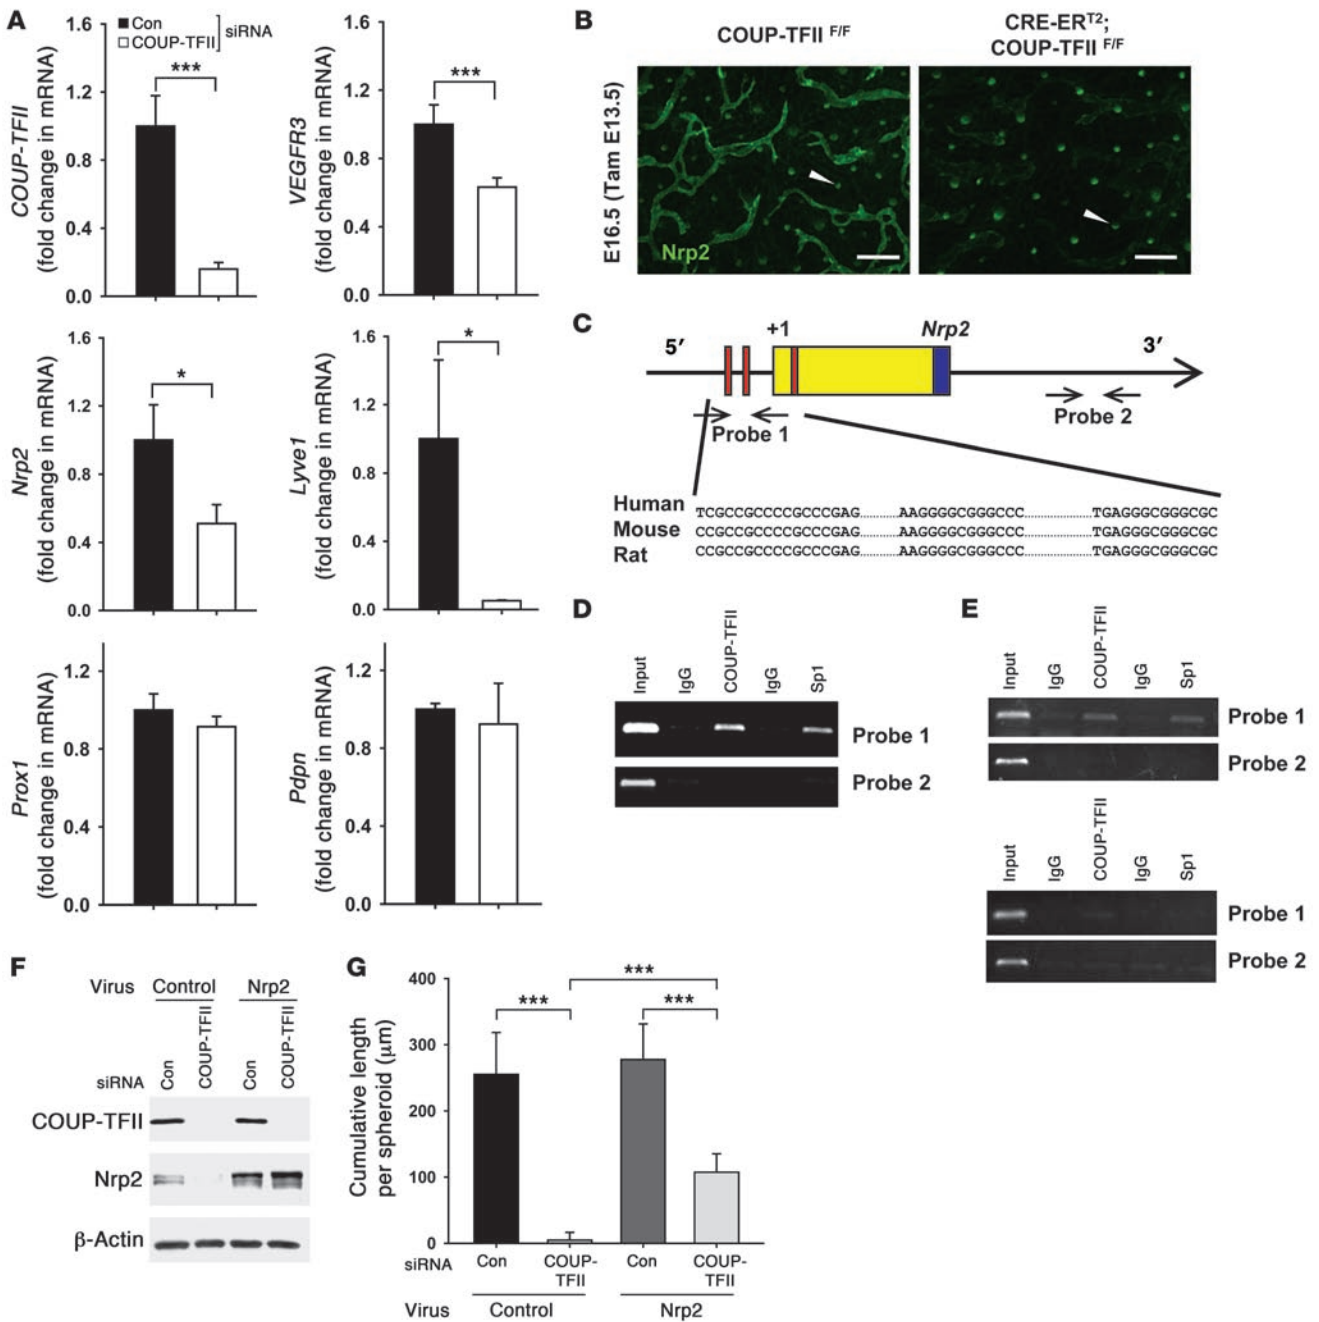 A
1.6
Con
COUP-TFII
siRNA
***
1.2
0.8
0.4
0.0
COUP-TFII
(fold change in mRNA)
1.6
***
1.2
0.8
0.4
0.0
VEGFR3
(fold change in mRNA)
1.6
*
1.2
0.8
0.4
0.0
Nrp2
(fold change in mRNA)
1.6
*
1.2
0.8
0.4
0.0
Lyve1
(fold change in mRNA)
1.2
0.8
0.4
0.0
Prox1
(fold change in mRNA)
1.2
0.8
0.4
0.0
Pdpn
(fold change in mRNA)
B
COUP-TFII F/F
CRE-ERT2;
COUP-TFII F/F
E16.5 (Tam E13.5)
Nrp2
C
5′
+1
Nrp2
3′
Probe 1
Probe 2
Human TCGCCGCCCCGCCCGAG............AAGGGGCGGGCCC.....................TGAGGGCGGGCGC
Mouse CCGCCGCCCCGCCCGAG............AAGGGGCGGGCCC.....................TGAGGGCGGGCGC
Rat CCGCCGCCCCGCCCGAG............AAGGGGCGGGCCC.....................TGAGGGCGGGCGC
D
Input
IgG
COUP-TFII
IgG
Sp1
Probe 1
Probe 2
E
Input
IgG
COUP-TFII
IgG
Sp1
Probe 1
Probe 2
Input
IgG
COUP-TFII
IgG
Sp1
Probe 1
Probe 2
F
Virus Control Nrp2
siRNA Con COUP-TFII Con COUP-TFII
COUP-TFII
Nrp2
β-Actin
G
400
300
200
100
0
Cumulative length
per spheroid (μm)
***
***
***
siRNA Con COUP-TFII Con COUP-TFII
Virus Control Nrp2